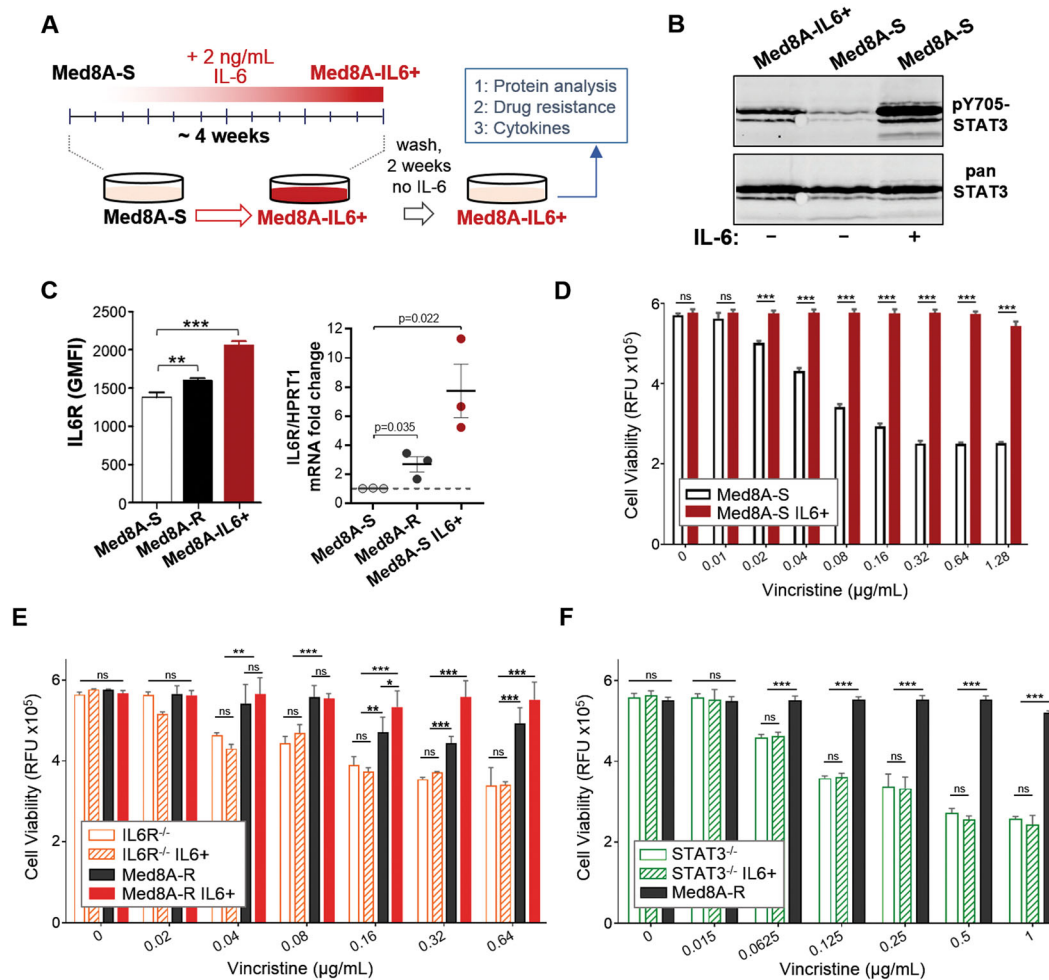 A
Med8A-S
+ 2 ng/mL
IL-6
Med8A-IL6+
~ 4 weeks
Med8A-S
Med8A-IL6+
wash,
2 weeks
no IL-6
Med8A-IL6+
1: Protein analysis
2: Drug resistance
3: Cytokines
B
Med8A-IL6+
Med8A-S
Med8A-S
pY705-
STAT3
pan
STAT3
IL-6: − − +
C
IL6R (GMFI)
2500
2000
1500
1000
500
0
***
**
Med8A-S
Med8A-R
Med8A-IL6+
IL6R/HPRT1
mRNA fold change
12
10
8
6
4
2
0
p=0.022
p=0.035
Med8A-S
Med8A-R
Med8A-S IL6+
D
Cell Viability (RFU x10⁵)
6
4
2
0
ns ns *** *** *** *** *** *** ***
Med8A-S
Med8A-S IL6+
0 0.01 0.02 0.04 0.08 0.16 0.32 0.64 1.28
Vincristine (µg/mL)
E
Cell Viability (RFU x10⁵)
6
4
2
0
ns ns ** ns ns *** ns ns *** * ** ns *** *** ns *** *** ns
IL6R-/-
IL6R-/- IL6+
Med8A-R
Med8A-R IL6+
0 0.02 0.04 0.08 0.16 0.32 0.64
Vincristine (µg/mL)
F
Cell Viability (RFU x10⁵)
6
4
2
0
ns ns *** ns *** ns *** ns *** ns *** ns
STAT3-/-
STAT3-/- IL6+
Med8A-R
0 0.015 0.0625 0.125 0.25 0.5 1
Vincristine (µg/mL)